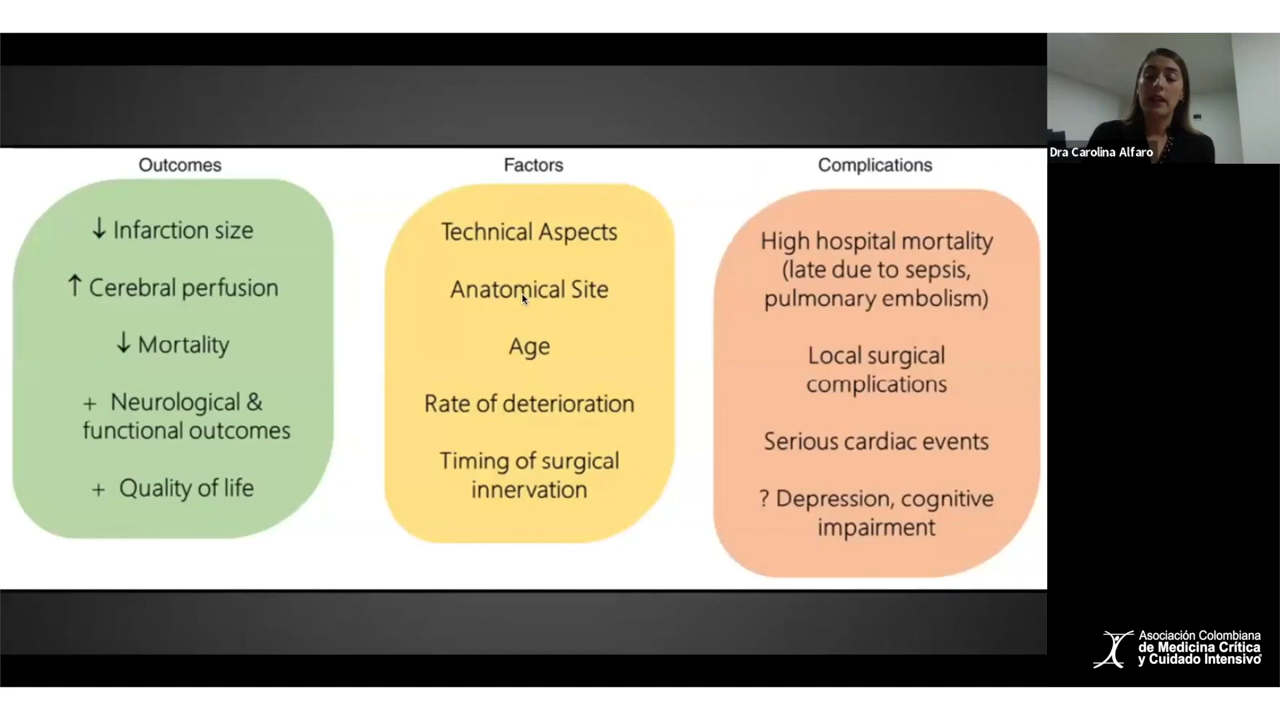 Outcomes
↓ Infarction size
↑ Cerebral perfusion
↓ Mortality
+ Neurological &
functional outcomes
+ Quality of life
Factors
Technical Aspects
Anatomical Site
Age
Rate of deterioration
Timing of surgical
innervation
Complications
High hospital mortality
(late due to sepsis,
pulmonary embolism)
Local surgical
complications
Serious cardiac events
? Depression, cognitive
impairment
Dra Carolina Alfaro
Asociación Colombiana
de Medicina Crítica
y Cuidado Intensivo